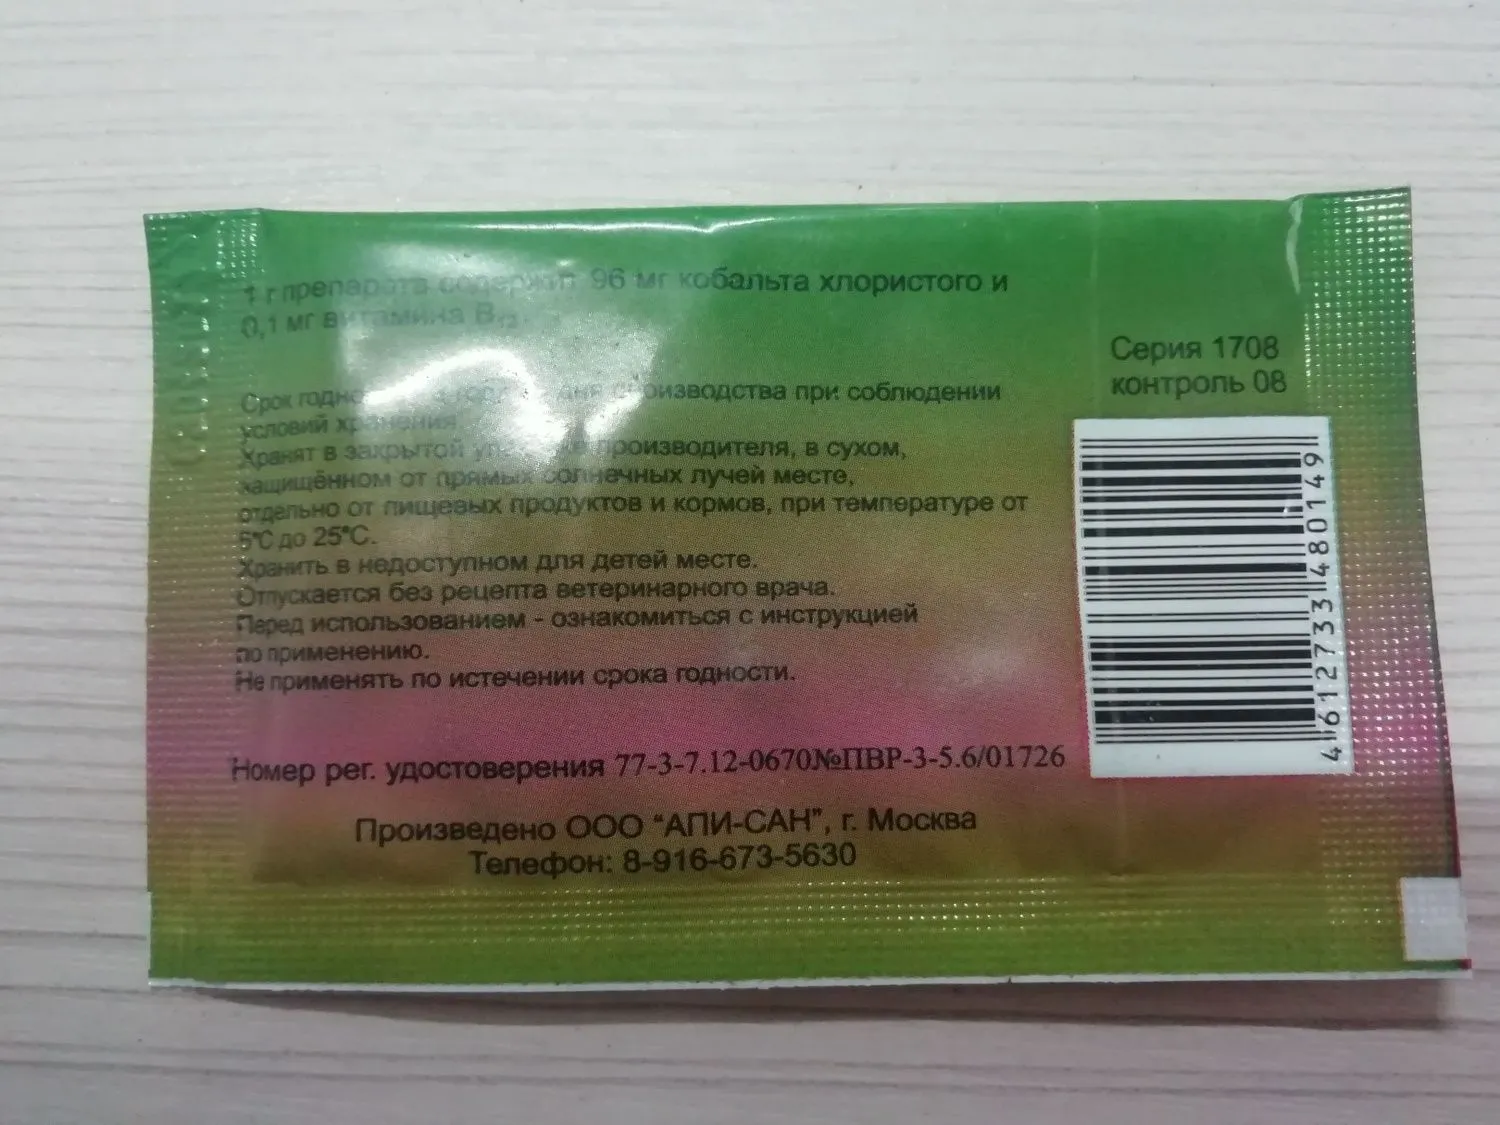 1 г препарата содержит 96 мг кобальта хлористого и
0,1 мг витамина В₁₂.
Срок при соблюдении
условий хранения
Хранят в закрытой производителя, в сухом,
защищённом от прямых солнечных лучей месте,
отдельно от пищевых продуктов и кормов, при температуре от
5°С до 25°С.
Хранить в недоступном для детей месте.
Отпускается без рецепта ветеринарного врача.
Перед использованием - ознакомиться с инструкцией
по применению.
Не применять по истечении срока годности.
Номер рег. удостоверения 77-3-7.12-0670№ПВР-3-5.6/01726
Произведено ООО "АПИ-САН", г. Москва
Телефон: 8-916-673-5630
Серия 1708
контроль 08
4 612733 480149